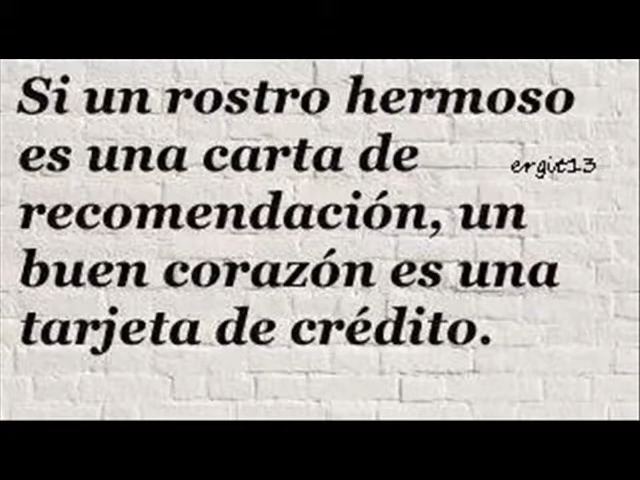 Si un rostro hermoso
es una carta de
ergit13
recomendación, un
buen corazón es una
tarjeta de crédito.